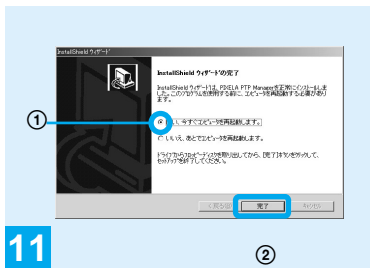 InstallShield ウィザード
InstallShield ウィザードの完了
InstallShield ウィザードは、PIXELA PTP Managerを正常にインストールしま
した。このプログラムを使用する前に、コンピュータを再起動する必要があり
ます。
①
はい、今すぐコンピュータを再起動します。
いいえ、あとでコンピュータを再起動します。
ドライブからフロッピーディスクを取り出してから、[完了]ボタンをクリックして、
セットアップを終了してください。
< 戻る(B)
完了
キャンセル
11
②